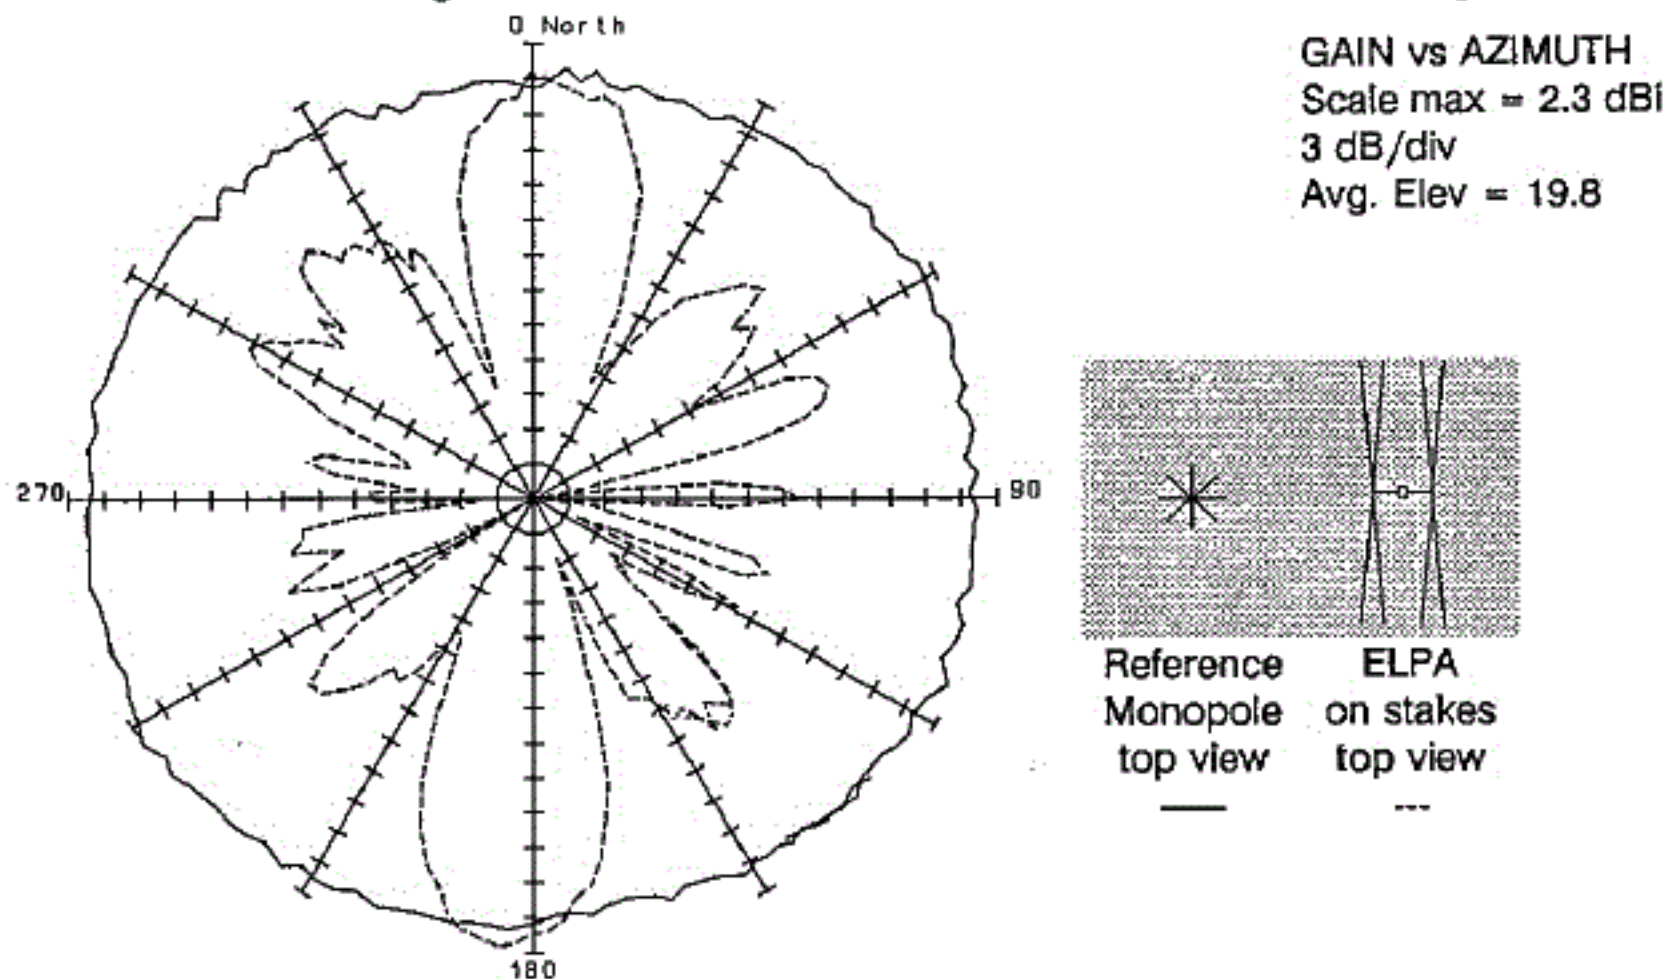 0 North
GAIN vs AZIMUTH
Scale max = 2.3 dBi
3 dB/div
Avg. Elev = 19.8
270
90
180
Reference
Monopole
top view
ELPA
on stakes
top view